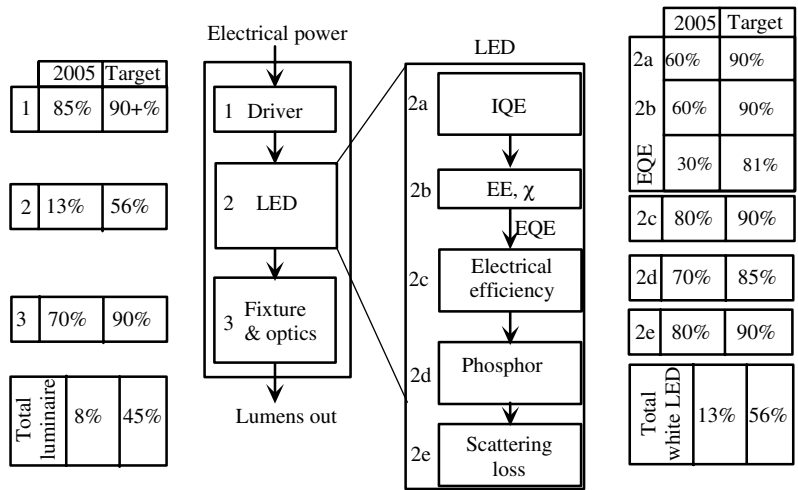 2005 Target
1 85% 90+%
2 13% 56%
3 70% 90%
Total luminaire 8% 45%
Electrical power
1 Driver
2 LED
3 Fixture
& optics
Lumens out
LED
2a IQE
2b EE, χ
EQE
2c Electrical
efficiency
2d Phosphor
2e Scattering
loss
2005 Target
2a 60% 90%
2b 60% 90%
EQE 30% 81%
2c 80% 90%
2d 70% 85%
2e 80% 90%
Total
white LED 13% 56%